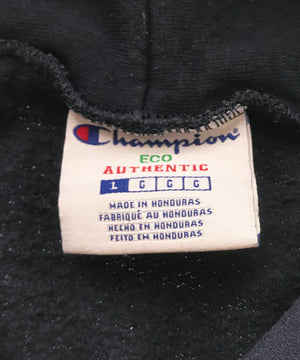 Champion
ECO
AUTHENTIC
L G G G
MADE IN HONDURAS
FABRIQUÉ AU HONDURAS
HECHO EN HONDURAS
FEITO EM HONDURAS